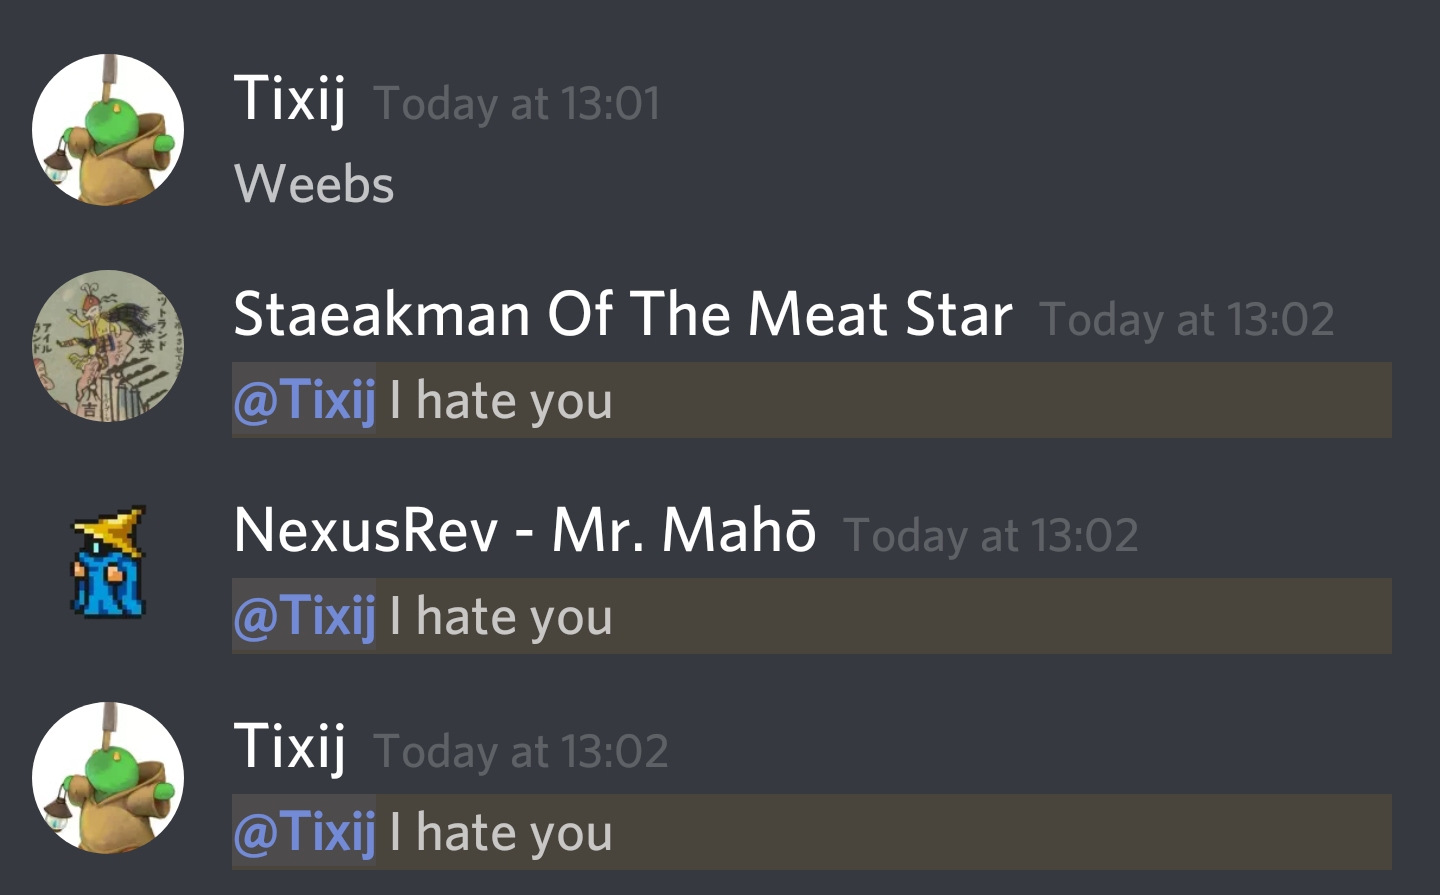 Tixij Today at 13:01
Weebs
Staeakman Of The Meat Star Today at 13:02
@Tixij I hate you
NexusRev - Mr. Mahō Today at 13:02
@Tixij I hate you
Tixij Today at 13:02
@Tixij I hate you